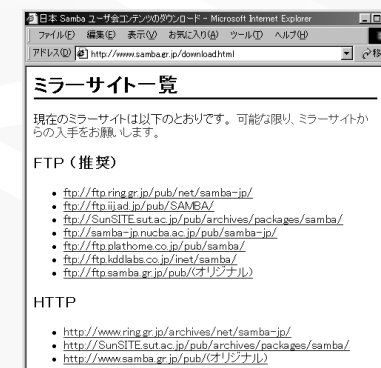 日本 Samba ユーザ会コンテンツのダウンロード - Microsoft Internet Explorer
ファイル(F) 編集(E) 表示(V) お気に入り(A) ツール(T) ヘルプ(H)
アドレス(D) http://www.samba.gr.jp/download.html
ミラーサイト一覧
現在のミラーサイトは以下のとおりです。可能な限り、ミラーサイトか
らの入手をお願いします。
FTP（推奨）
• ftp://ftp.ring.gr.jp/pub/net/samba-jp/
• ftp://ftp.iij.ad.jp/pub/SAMBA/
• ftp://SunSITE.sut.ac.jp/pub/archives/packages/samba/
• ftp://samba-jp.nucba.ac.jp/pub/samba-jp/
• ftp://ftp.plathome.co.jp/pub/samba/
• ftp://ftp.kddlabs.co.jp/inet/samba/
• ftp://ftp.samba.gr.jp/pub/(オリジナル)
HTTP
• http://www.ring.gr.jp/archives/net/samba-jp/
• http://SunSITE.sut.ac.jp/pub/archives/packages/samba/
• http://www.samba.gr.jp/pub/(オリジナル)